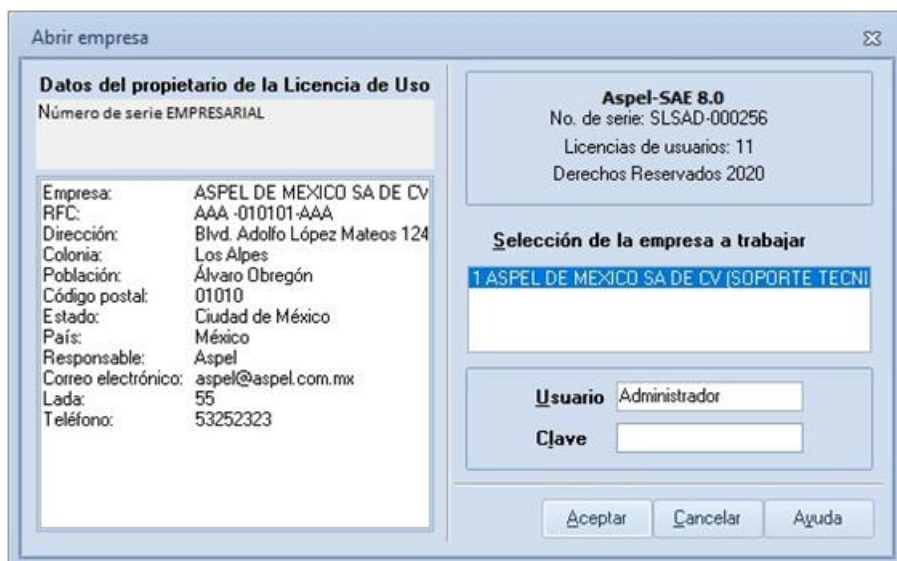 Abrir empresa
Datos del propietario de la Licencia de Uso
Número de serie EMPRESARIAL
Empresa: ASPEL DE MEXICO SA DE CV
RFC: AAA -010101-AAA
Dirección: Blvd. Adolfo López Mateos 124
Colonia: Los Alpes
Población: Álvaro Obregón
Código postal: 01010
Estado: Ciudad de México
País: México
Responsable: Aspel
Correo electrónico: aspel@aspel.com.mx
Lada: 55
Teléfono: 53252323
Aspel-SAE 8.0
No. de serie: SLSAD-000256
Licencias de usuarios: 11
Derechos Reservados 2020
Selección de la empresa a trabajar
1 ASPEL DE MEXICO SA DE CV (SOPORTE TECNI
Usuario Administrador
Clave
Aceptar Cancelar Ayuda